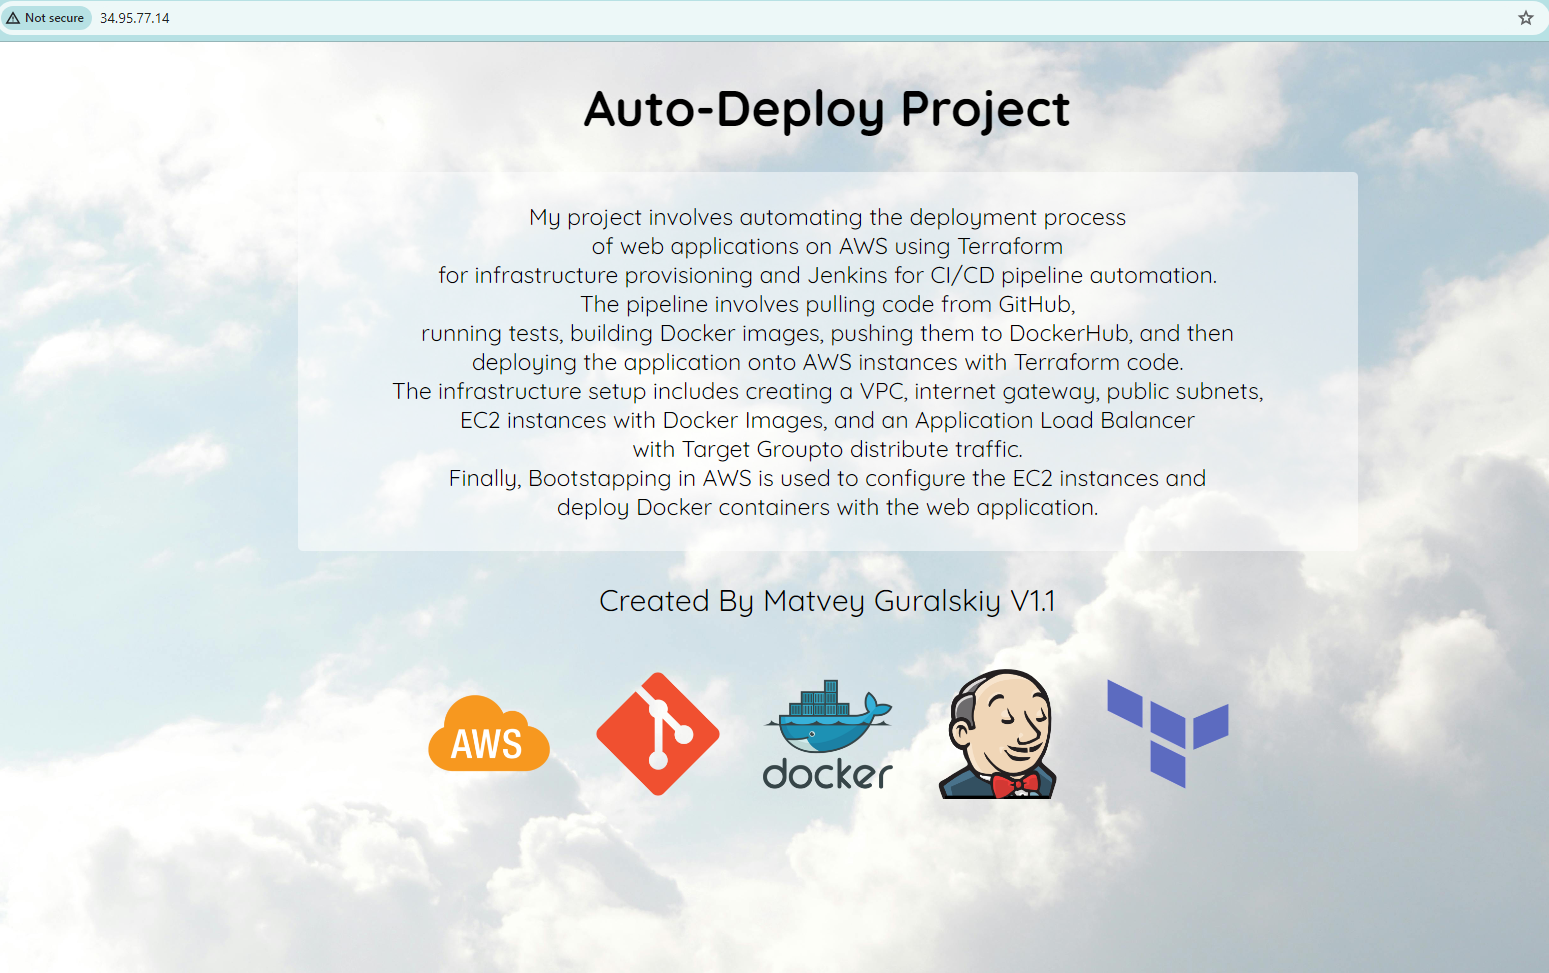 Not secure
34.95.77.14
Auto-Deploy Project
My project involves automating the deployment process
of web applications on AWS using Terraform
for infrastructure provisioning and Jenkins for CI/CD pipeline automation.
The pipeline involves pulling code from GitHub,
running tests, building Docker images, pushing them to DockerHub, and then
deploying the application onto AWS instances with Terraform code.
The infrastructure setup includes creating a VPC, internet gateway, public subnets,
EC2 instances with Docker Images, and an Application Load Balancer
with Target Groupto distribute traffic.
Finally, Bootstapping in AWS is used to configure the EC2 instances and
deploy Docker containers with the web application.
Created By Matvey Guralskiy V1.1
AWS
docker